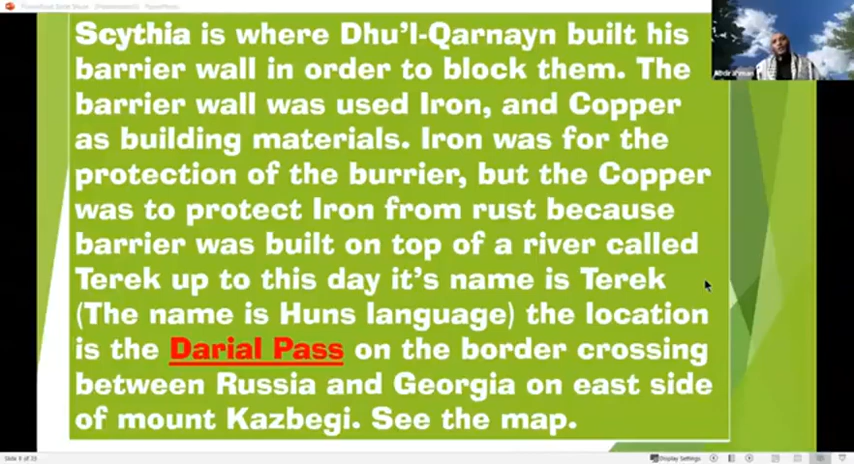 Scythia is where Dhu'l-Qarnayn built his
barrier wall in order to block them. The
barrier wall was used Iron, and Copper
as building materials. Iron was for the
protection of the burrier, but the Copper
was to protect Iron from rust because
barrier was built on top of a river called
Terek up to this day it's name is Terek
(The name is Huns language) the location
is the Darial Pass on the border crossing
between Russia and Georgia on east side
of mount Kazbegi. See the map.
Display Settings